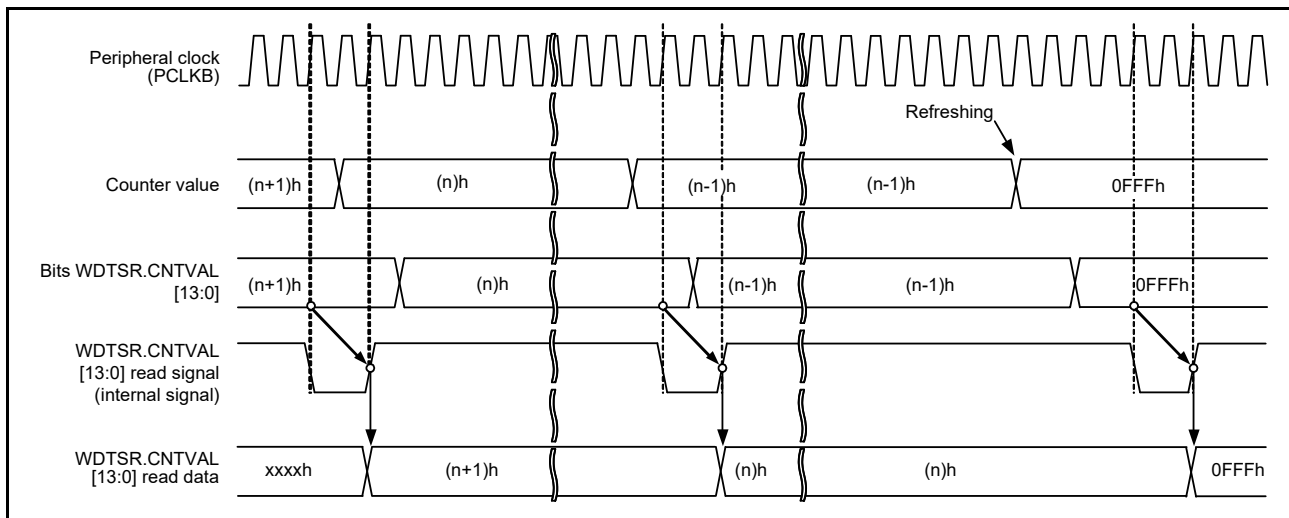 Peripheral clock
(PCLKB)
Refreshing
Counter value
(n+1)h
(n)h
(n-1)h
(n-1)h
0FFFh
Bits WDTSR.CNTVAL
[13:0]
(n+1)h
(n)h
(n-1)h
(n-1)h
0FFFh
WDTSR.CNTVAL
[13:0] read signal
(internal signal)
WDTSR.CNTVAL
[13:0] read data
xxxxh
(n+1)h
(n)h
(n)h
0FFFh